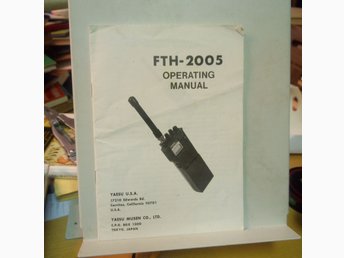 FTH-2005
OPERATING
MANUAL
YAESU U.S.A.
17210 Edwards Rd.
Cerritos, California 90701
U.S.A.
YAESU MUSEN CO., LTD.
C.P.O. BOX 1500
TOKYO, JAPAN